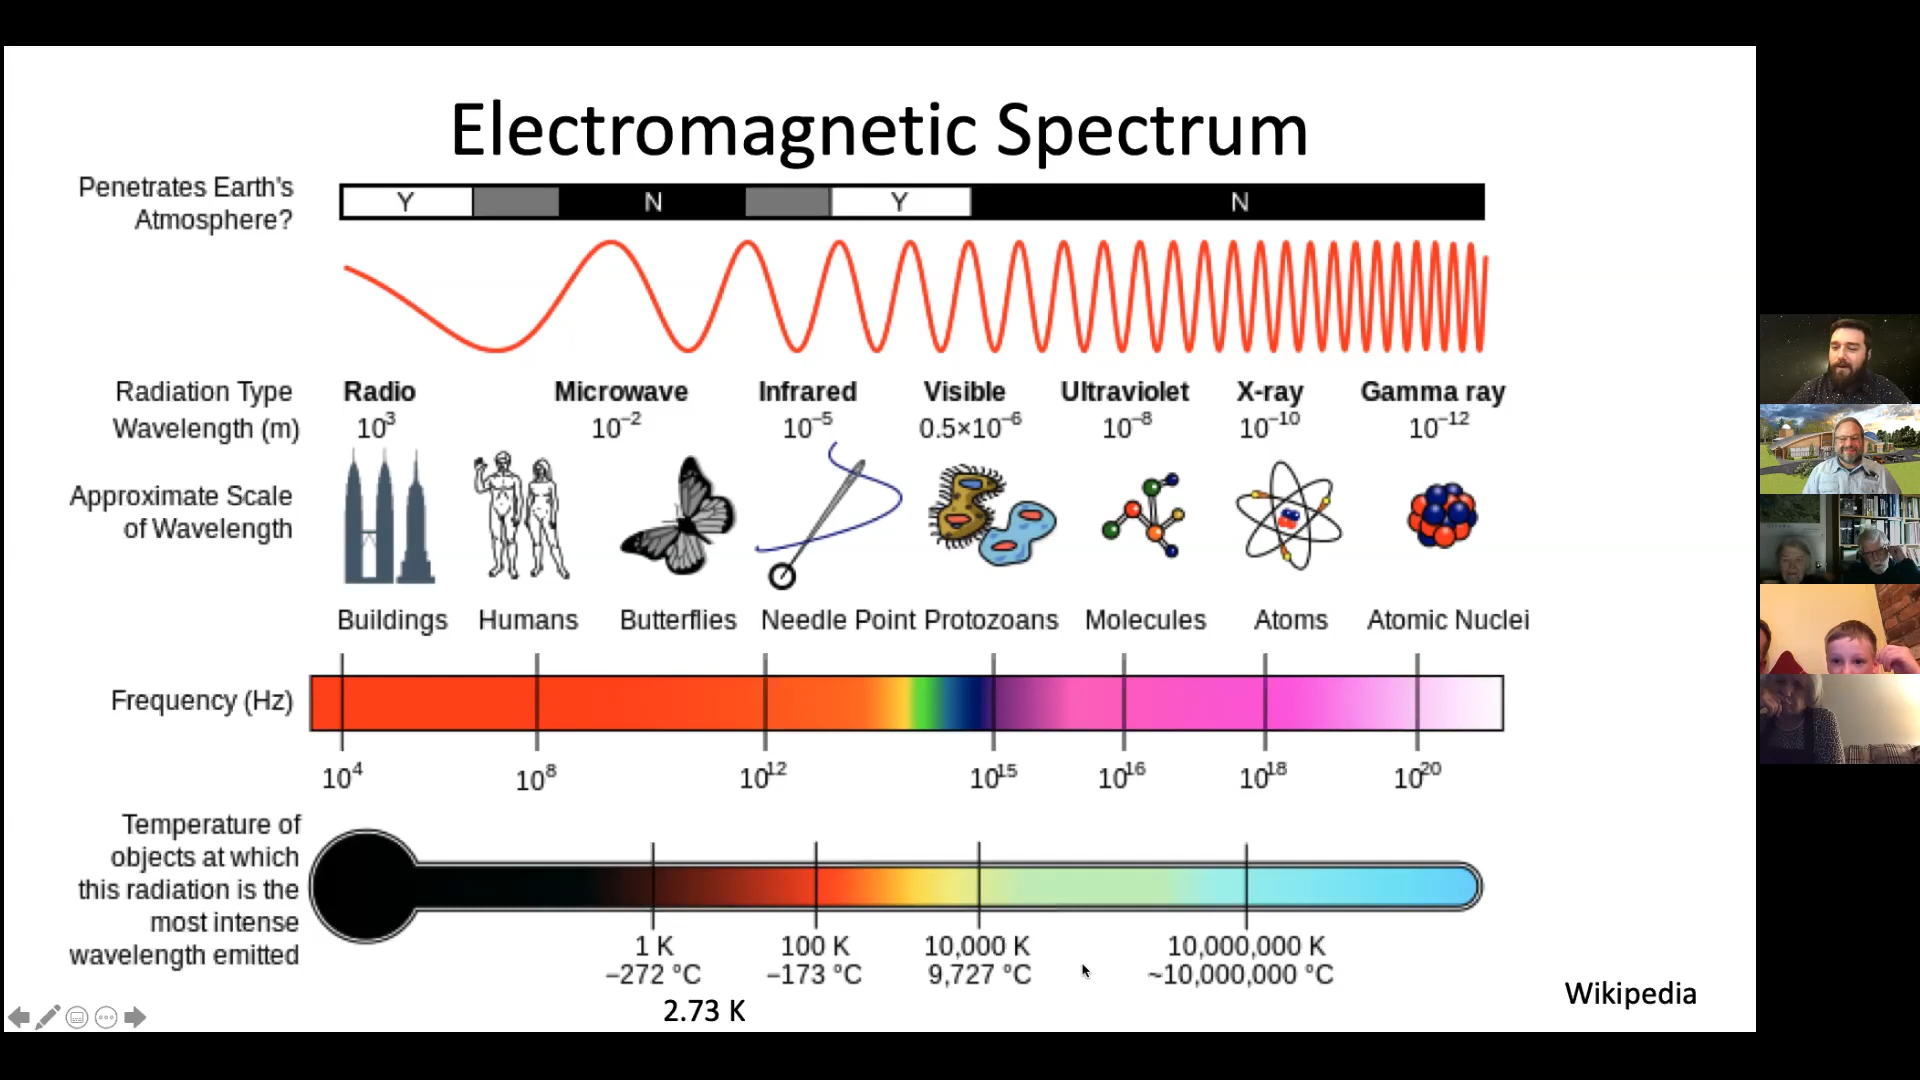 Electromagnetic Spectrum
Penetrates Earth's
Atmosphere?
Y N Y N
Radiation Type Radio Microwave Infrared Visible Ultraviolet X-ray Gamma ray
Wavelength (m) 10³ 10⁻² 10⁻⁵ 0.5×10⁻⁶ 10⁻⁸ 10⁻¹⁰ 10⁻¹²
Approximate Scale
of Wavelength
Buildings Humans Butterflies Needle Point Protozoans Molecules Atoms Atomic Nuclei
Frequency (Hz)
10⁴ 10⁸ 10¹² 10¹⁵ 10¹⁶ 10¹⁸ 10²⁰
Temperature of
objects at which
this radiation is the
most intense
wavelength emitted
1 K 100 K 10,000 K 10,000,000 K
−272 °C −173 °C 9,727 °C ~10,000,000 °C
2.73 K
Wikipedia